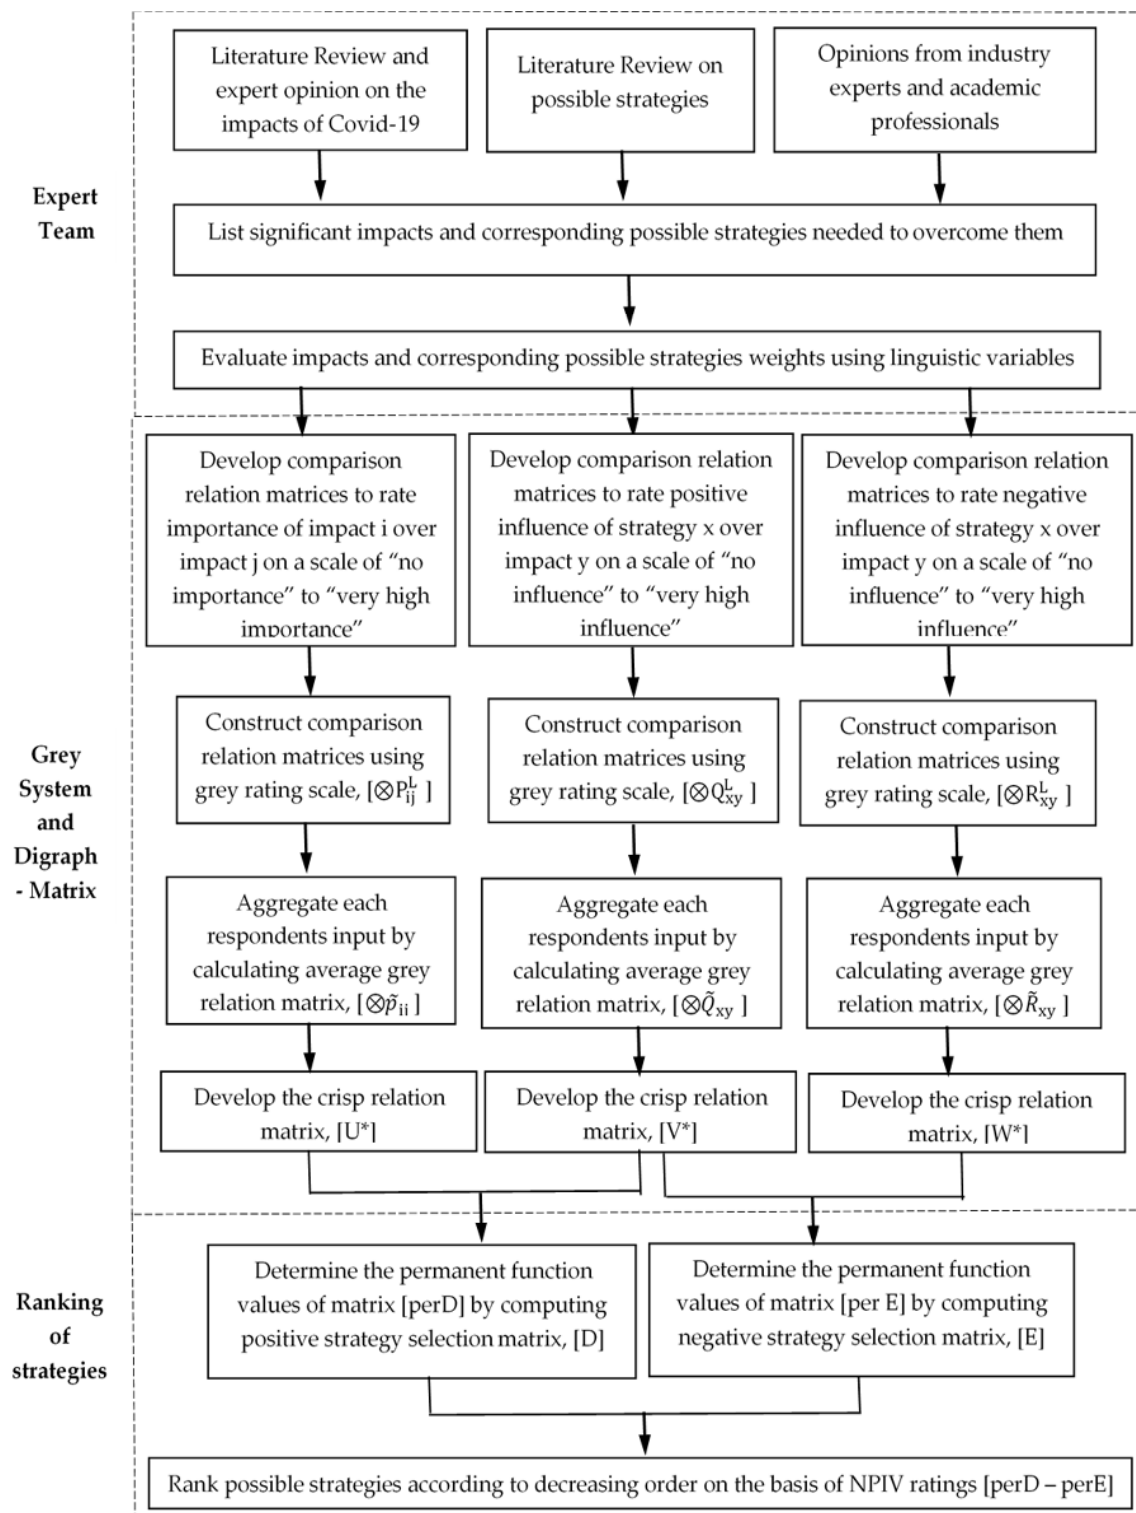 Literature Review and
expert opinion on the
impacts of Covid-19
Literature Review on
possible strategies
Opinions from industry
experts and academic
professionals
Expert
Team
List significant impacts and corresponding possible strategies needed to overcome them
Evaluate impacts and corresponding possible strategies weights using linguistic variables
Develop comparison
relation matrices to rate
importance of impact i over
impact j on a scale of “no
importance” to “very high
importance”
Develop comparison relation
matrices to rate positive
influence of strategy x over
impact y on a scale of “no
influence” to “very high
influence”
Develop comparison relation
matrices to rate negative
influence of strategy x over
impact y on a scale of “no
influence” to “very high
influence”
Grey
System
and
Digraph
- Matrix
Construct comparison
relation matrices using
grey rating scale, [⊗P^L_ij ]
Construct comparison
relation matrices using
grey rating scale, [⊗Q^L_xy ]
Construct comparison
relation matrices using
grey rating scale, [⊗R^L_xy ]
Aggregate each
respondents input by
calculating average grey
relation matrix, [⊗p̃_ii ]
Aggregate each
respondents input by
calculating average grey
relation matrix, [⊗Q̃_xy ]
Aggregate each
respondents input by
calculating average grey
relation matrix, [⊗R̃_xy ]
Develop the crisp relation
matrix, [U*]
Develop the crisp relation
matrix, [V*]
Develop the crisp relation
matrix, [W*]
Ranking
of
strategies
Determine the permanent function
values of matrix [perD] by computing
positive strategy selection matrix, [D]
Determine the permanent function
values of matrix [per E] by computing
negative strategy selection matrix, [E]
Rank possible strategies according to decreasing order on the basis of NPIV ratings [perD – perE]